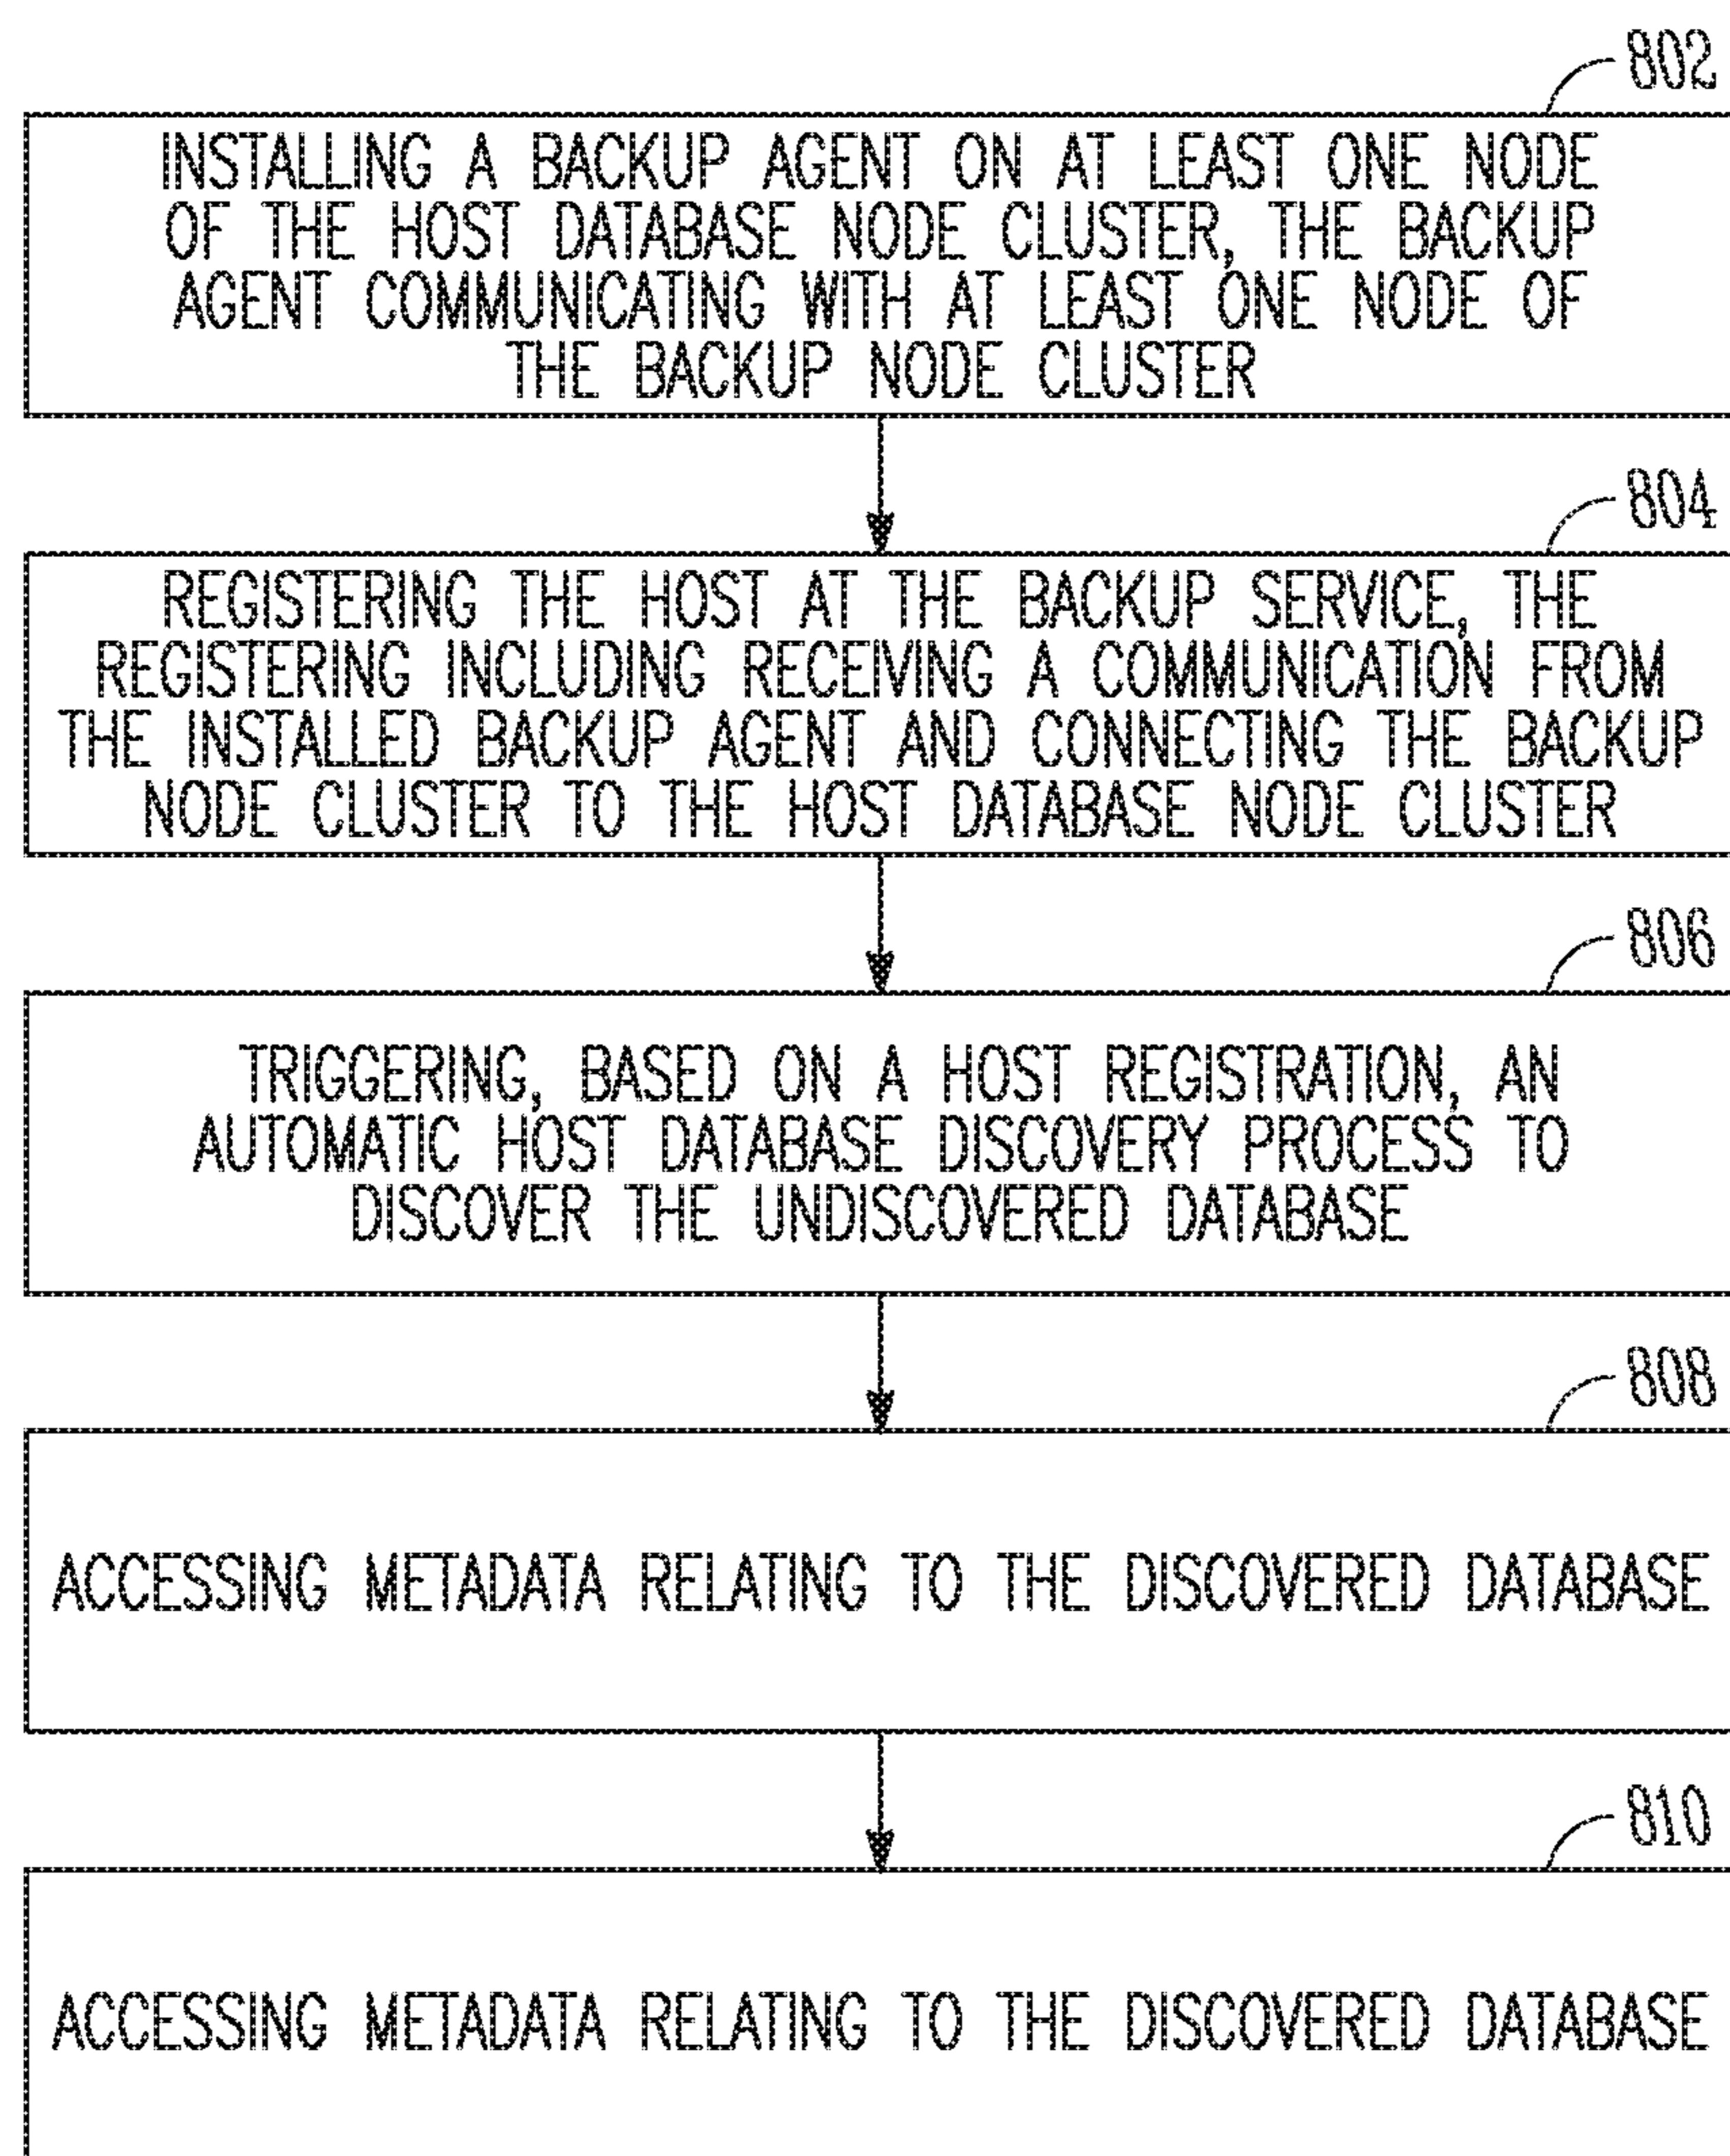 802
INSTALLING A BACKUP AGENT ON AT LEAST ONE NODE
OF THE HOST DATABASE NODE CLUSTER, THE BACKUP
AGENT COMMUNICATING WITH AT LEAST ONE NODE OF
THE BACKUP NODE CLUSTER
804
REGISTERING THE HOST AT THE BACKUP SERVICE, THE
REGISTERING INCLUDING RECEIVING A COMMUNICATION FROM
THE INSTALLED BACKUP AGENT AND CONNECTING THE BACKUP
NODE CLUSTER TO THE HOST DATABASE NODE CLUSTER
806
TRIGGERING, BASED ON A HOST REGISTRATION, AN
AUTOMATIC HOST DATABASE DISCOVERY PROCESS TO
DISCOVER THE UNDISCOVERED DATABASE
808
ACCESSING METADATA RELATING TO THE DISCOVERED DATABASE
810
ACCESSING METADATA RELATING TO THE DISCOVERED DATABASE